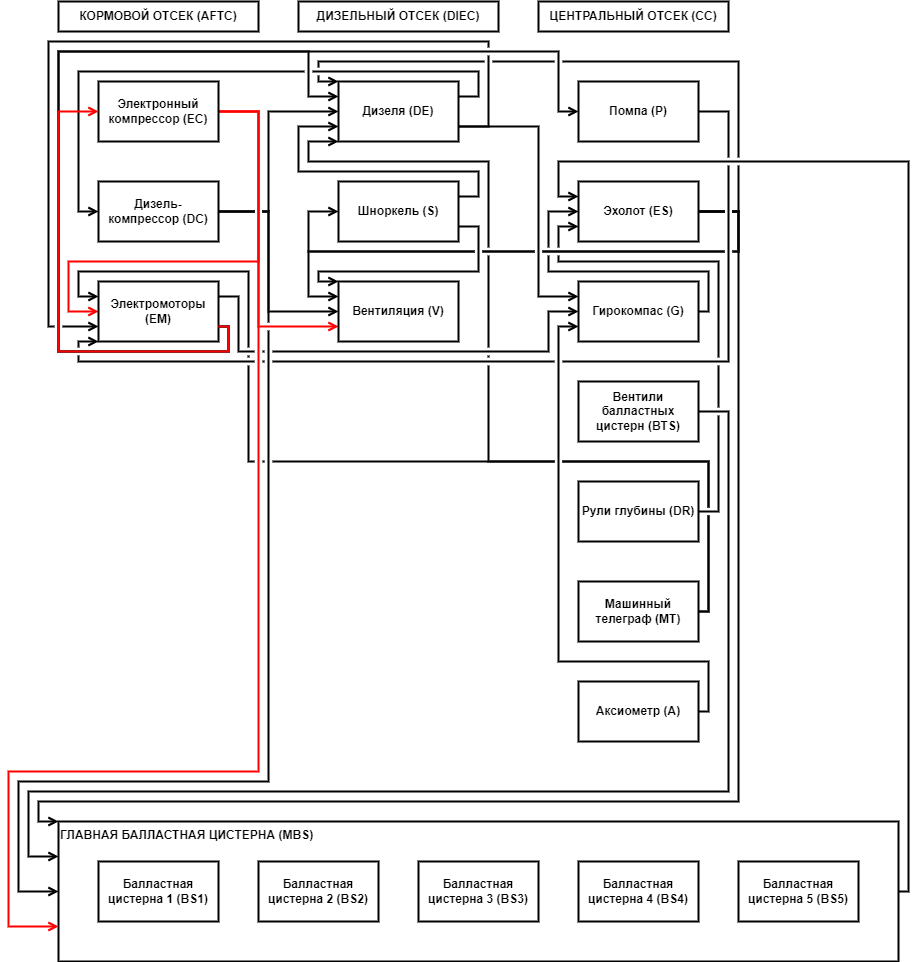 КОРМОВОЙ ОТСЕК (AFTC)
ДИЗЕЛЬНЫЙ ОТСЕК (DIEC)
ЦЕНТРАЛЬНЫЙ ОТСЕК (CC)
Электронный
компрессор (EC)
Дизеля (DE)
Помпа (P)
Дизель-
компрессор (DC)
Шноркель (S)
Эхолот (ES)
Электромоторы
(EM)
Вентиляция (V)
Гирокомпас (G)
Вентили
балластных
цистерн (BTS)
Рули глубины (DR)
Машинный
телеграф (MT)
Аксиометр (A)
ГЛАВНАЯ БАЛЛАСТНАЯ ЦИСТЕРНА (MBS)
Балластная
цистерна 1 (BS1)
Балластная
цистерна 2 (BS2)
Балластная
цистерна 3 (BS3)
Балластная
цистерна 4 (BS4)
Балластная
цистерна 5 (BS5)